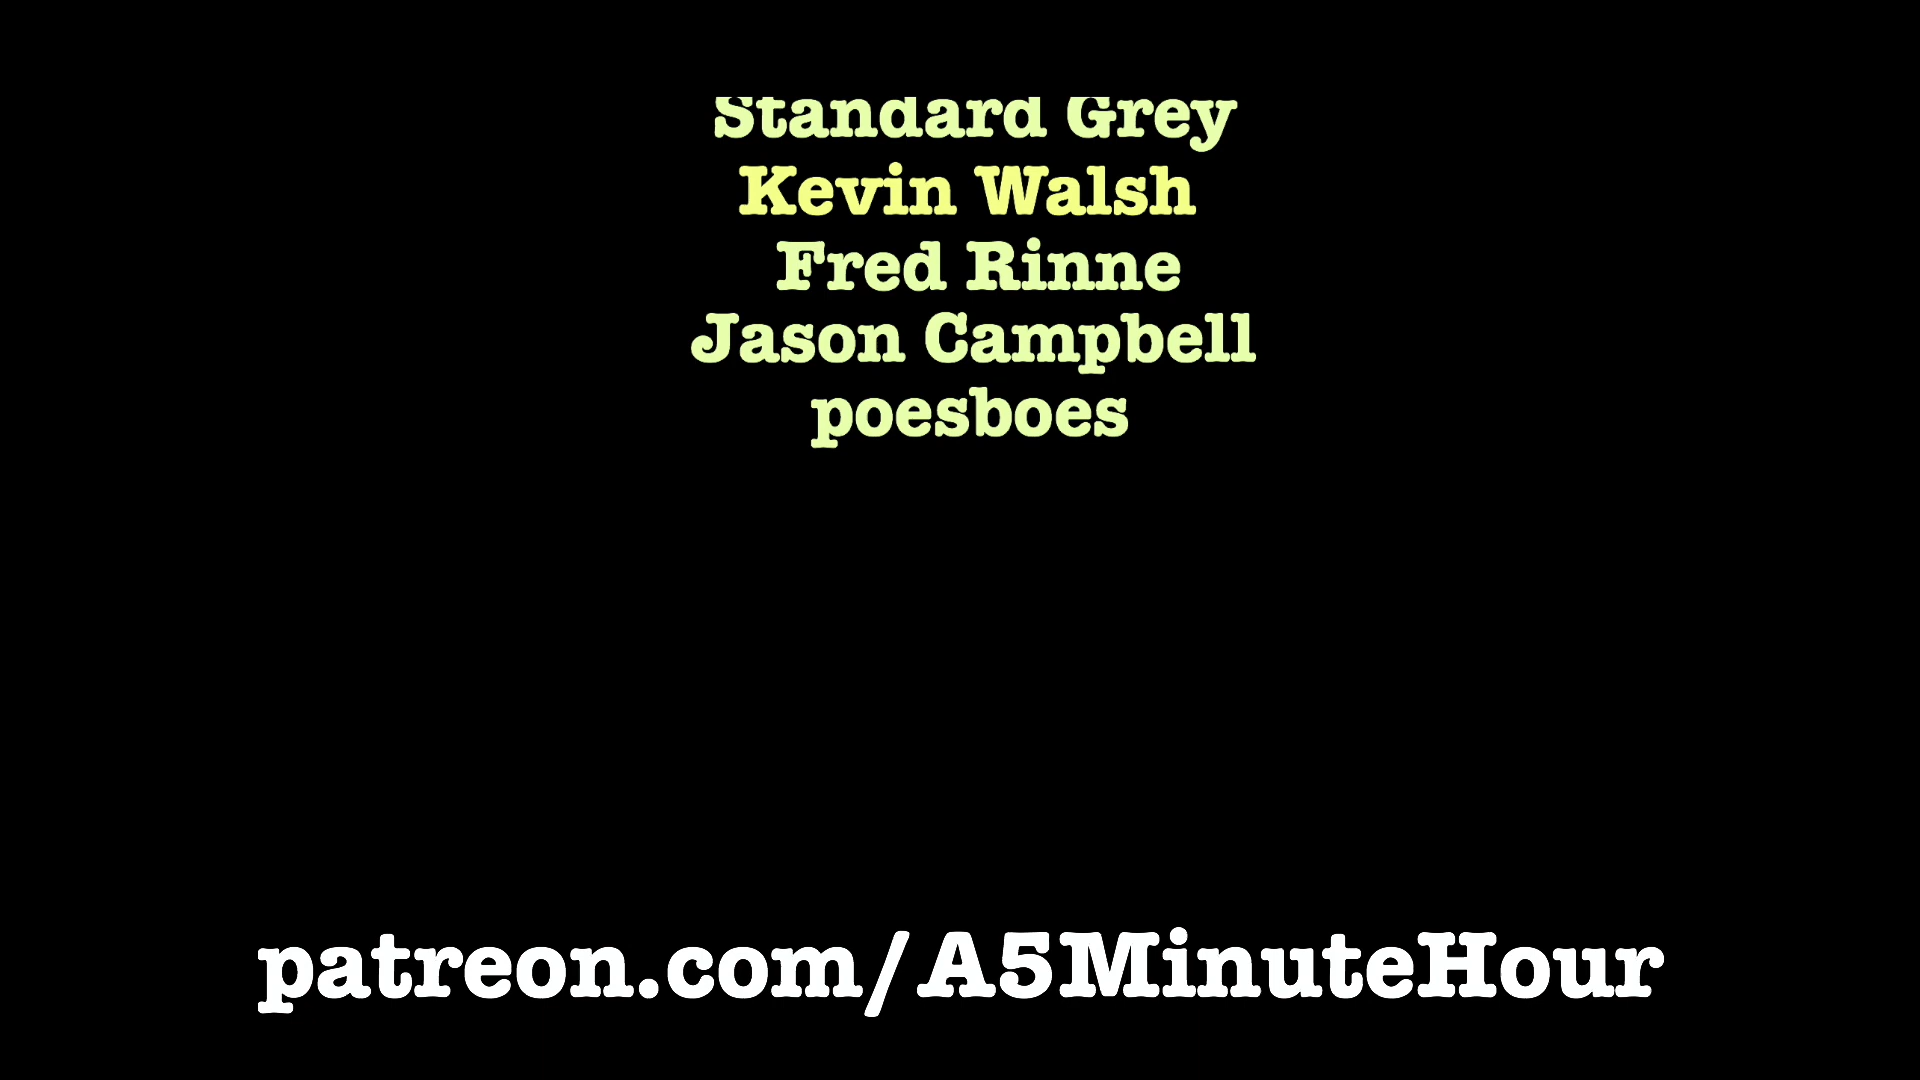 Standard Grey
Kevin Walsh
Fred Rinne
Jason Campbell
poesboes
patreon.com/A5MinuteHour